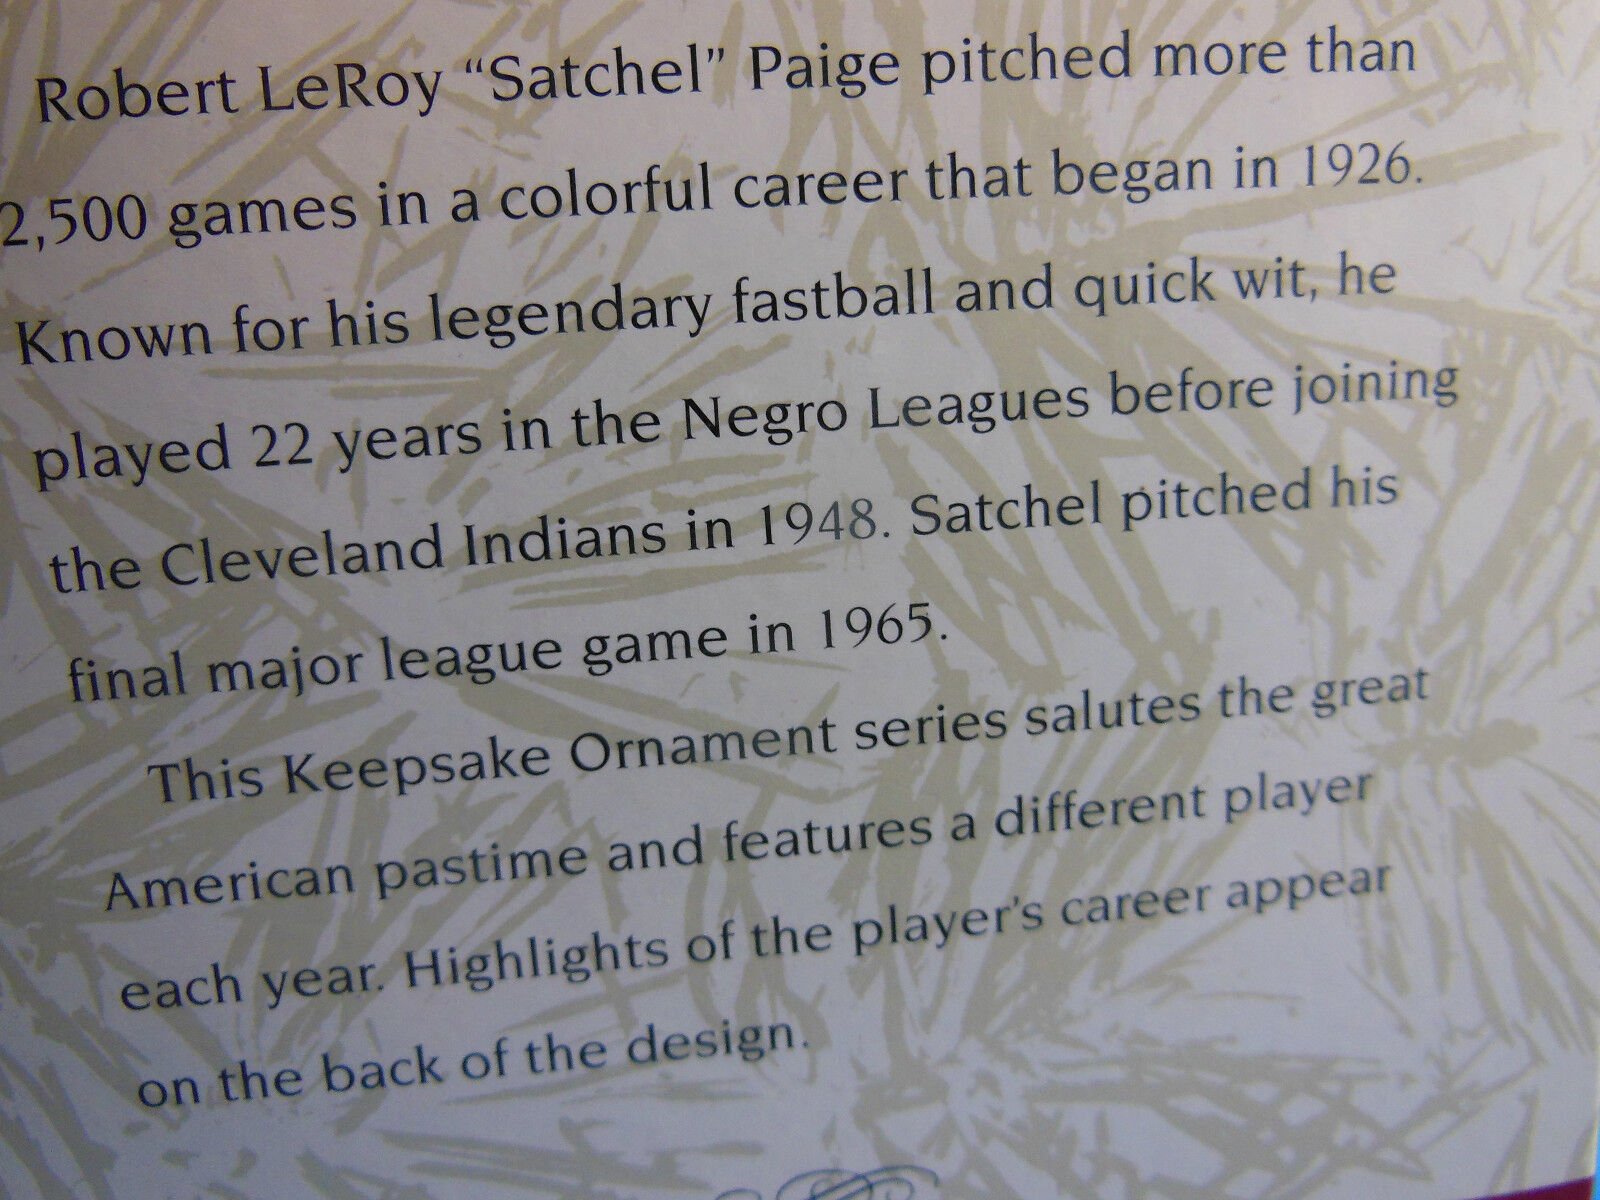 Robert LeRoy “Satchel” Paige pitched more than
2,500 games in a colorful career that began in 1926.
Known for his legendary fastball and quick wit, he
played 22 years in the Negro Leagues before joining
the Cleveland Indians in 1948. Satchel pitched his
final major league game in 1965.
This Keepsake Ornament series salutes the great
American pastime and features a different player
each year. Highlights of the player’s career appear
on the back of the design.